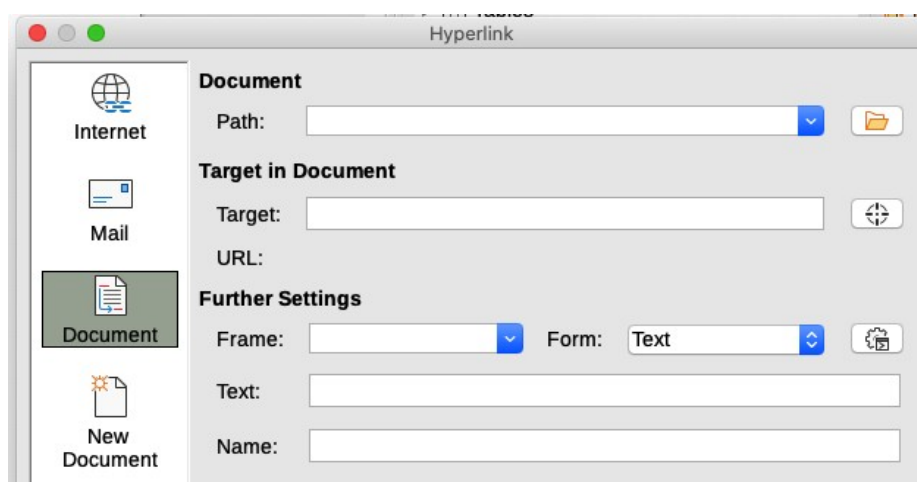 Tables
Hyperlink
Internet
Mail
Document
New
Document
Document
Path:
Target in Document
Target:
URL:
Further Settings
Frame: Form: Text
Text:
Name: